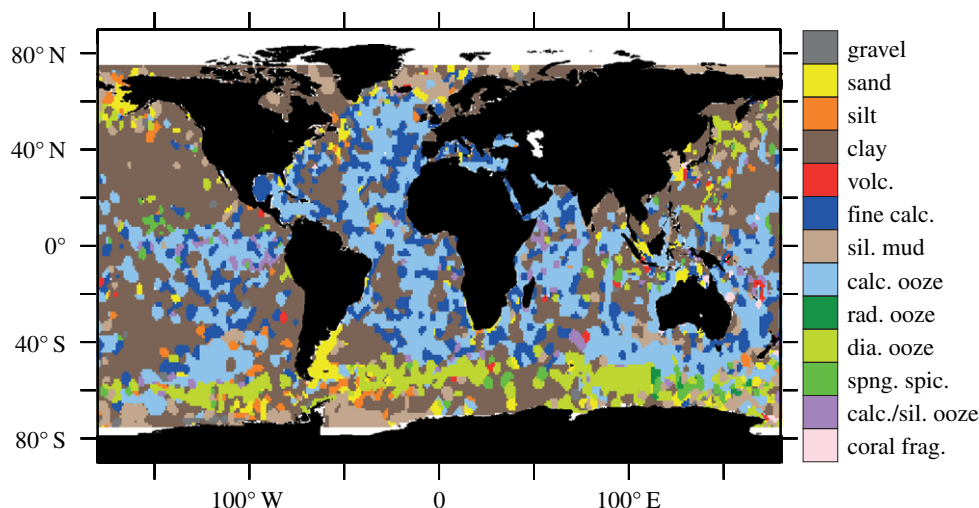 80° N
40° N
0°
40° S
80° S
100° W
0
100° E
gravel
sand
silt
clay
volc.
fine calc.
sil. mud
calc. ooze
rad. ooze
dia. ooze
spng. spic.
calc./sil. ooze
coral frag.